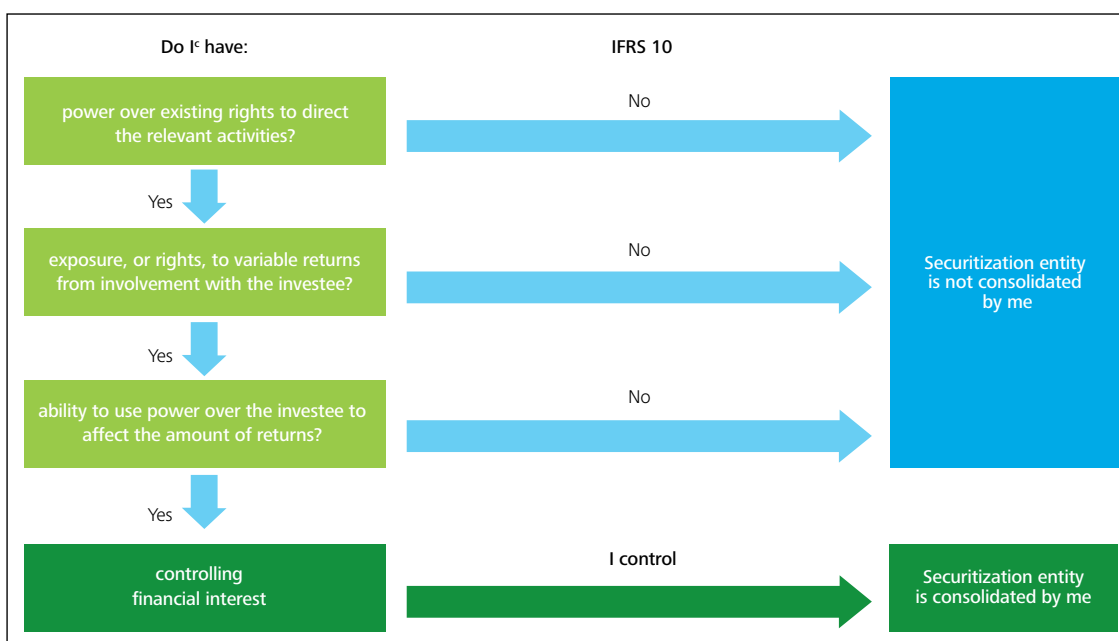 Do Iᶜ have:
IFRS 10
power over existing rights to direct
the relevant activities?
No
Yes
exposure, or rights, to variable returns
from involvement with the investee?
No
Securitization entity
is not consolidated
by me
Yes
ability to use power over the investee to
affect the amount of returns?
No
Yes
controlling
financial interest
I control
Securitization entity
is consolidated by me